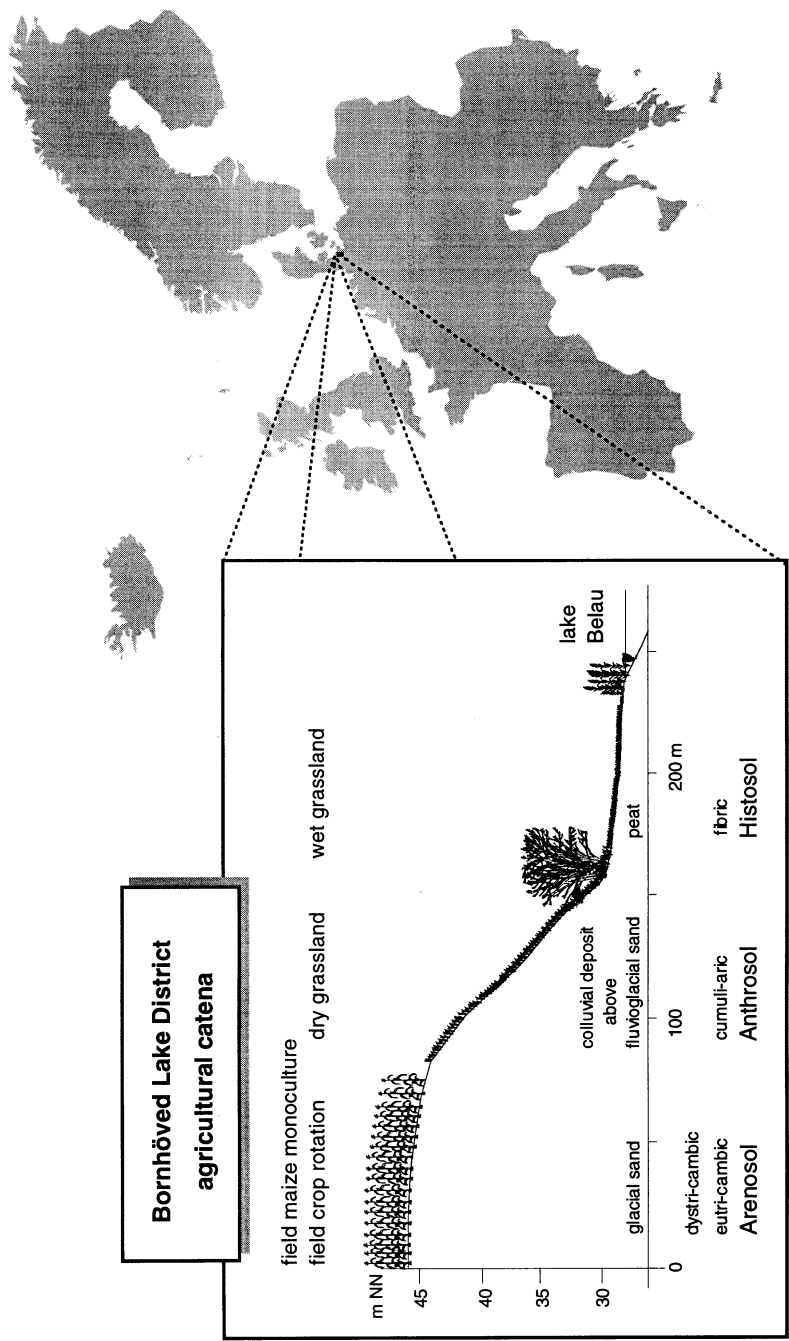 Bornhöved Lake District
agricultural catena
field maize monoculture
field crop rotation
dry grassland
wet grassland
m NN
45
40
35
30
lake
Belau
glacial sand
colluvial deposit
above
fluvioglacial sand
peat
0
100
200 m
dystri-cambic
eutri-cambic
Arenosol
cumuli-aric
Anthrosol
fibric
Histosol